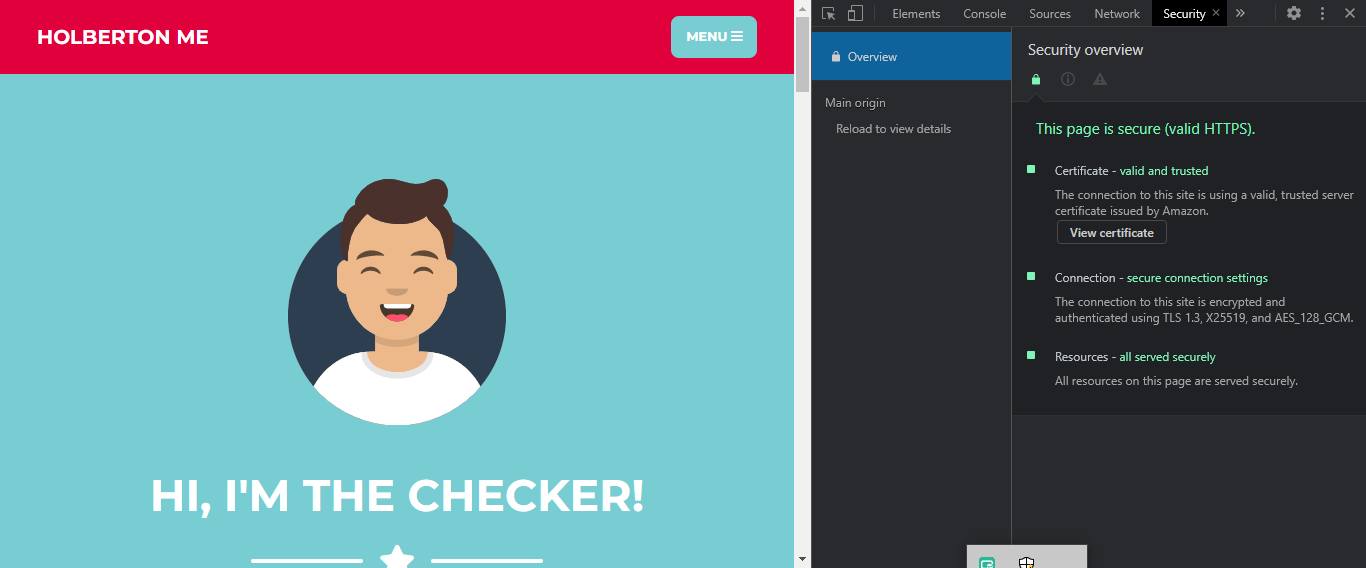 HOLBERTON ME
MENU
HI, I'M THE CHECKER!
Elements
Console
Sources
Network
Security
Overview
Main origin
Reload to view details
Security overview
This page is secure (valid HTTPS).
Certificate - valid and trusted
The connection to this site is using a valid, trusted server
certificate issued by Amazon.
View certificate
Connection - secure connection settings
The connection to this site is encrypted and
authenticated using TLS 1.3, X25519, and AES_128_GCM.
Resources - all served securely
All resources on this page are served securely.